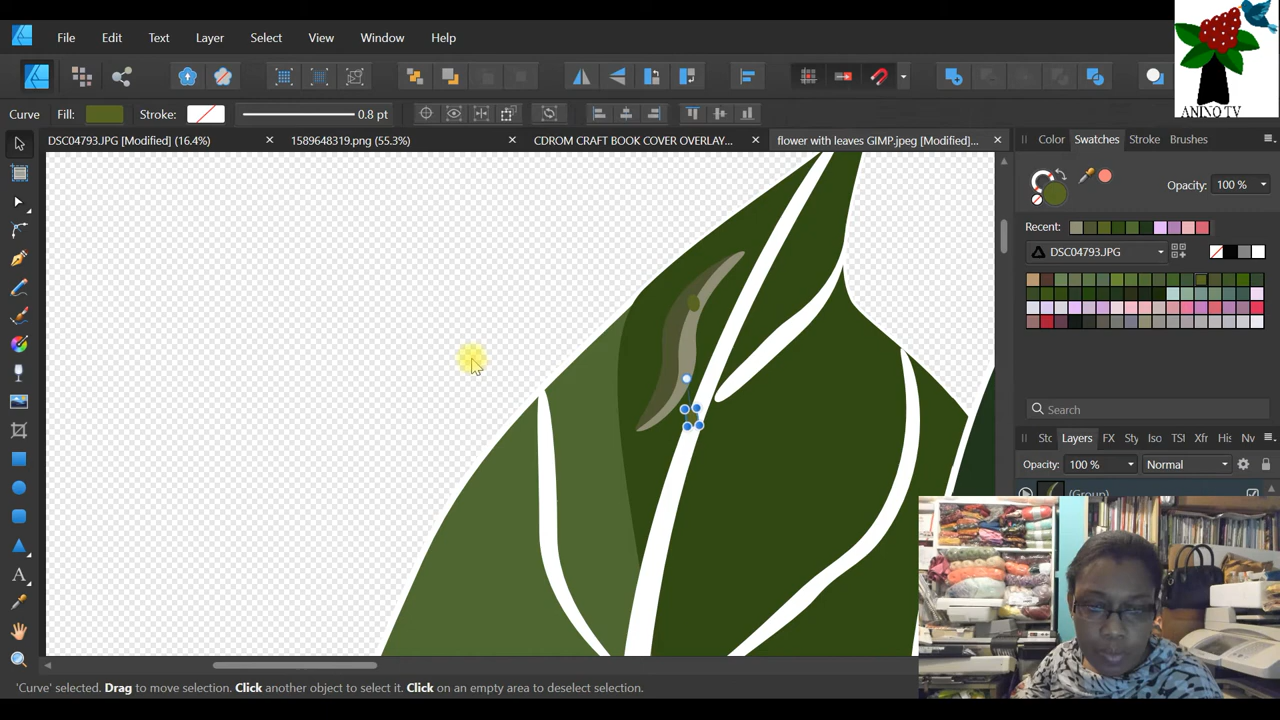 File Edit Text Layer Select View Window Help
ANINO TV
Curve Fill: Stroke: 0.8 pt
DSC04793.JPG [Modified] (16.4%) × 1589648319.png (55.3%) × CDROM CRAFT BOOK COVER OVERLAY... × flower with leaves GIMP.jpeg [Modified]... ×
Color Swatches Stroke Brushes
Opacity: 100 %
Recent:
DSC04793.JPG
Search
Stc Layers FX Sty Iso TSI Xfr His Nv
Opacity: 100 % Normal
(Group)
'Curve' selected. Drag to move selection. Click another object to select it. Click on an empty area to deselect selection.